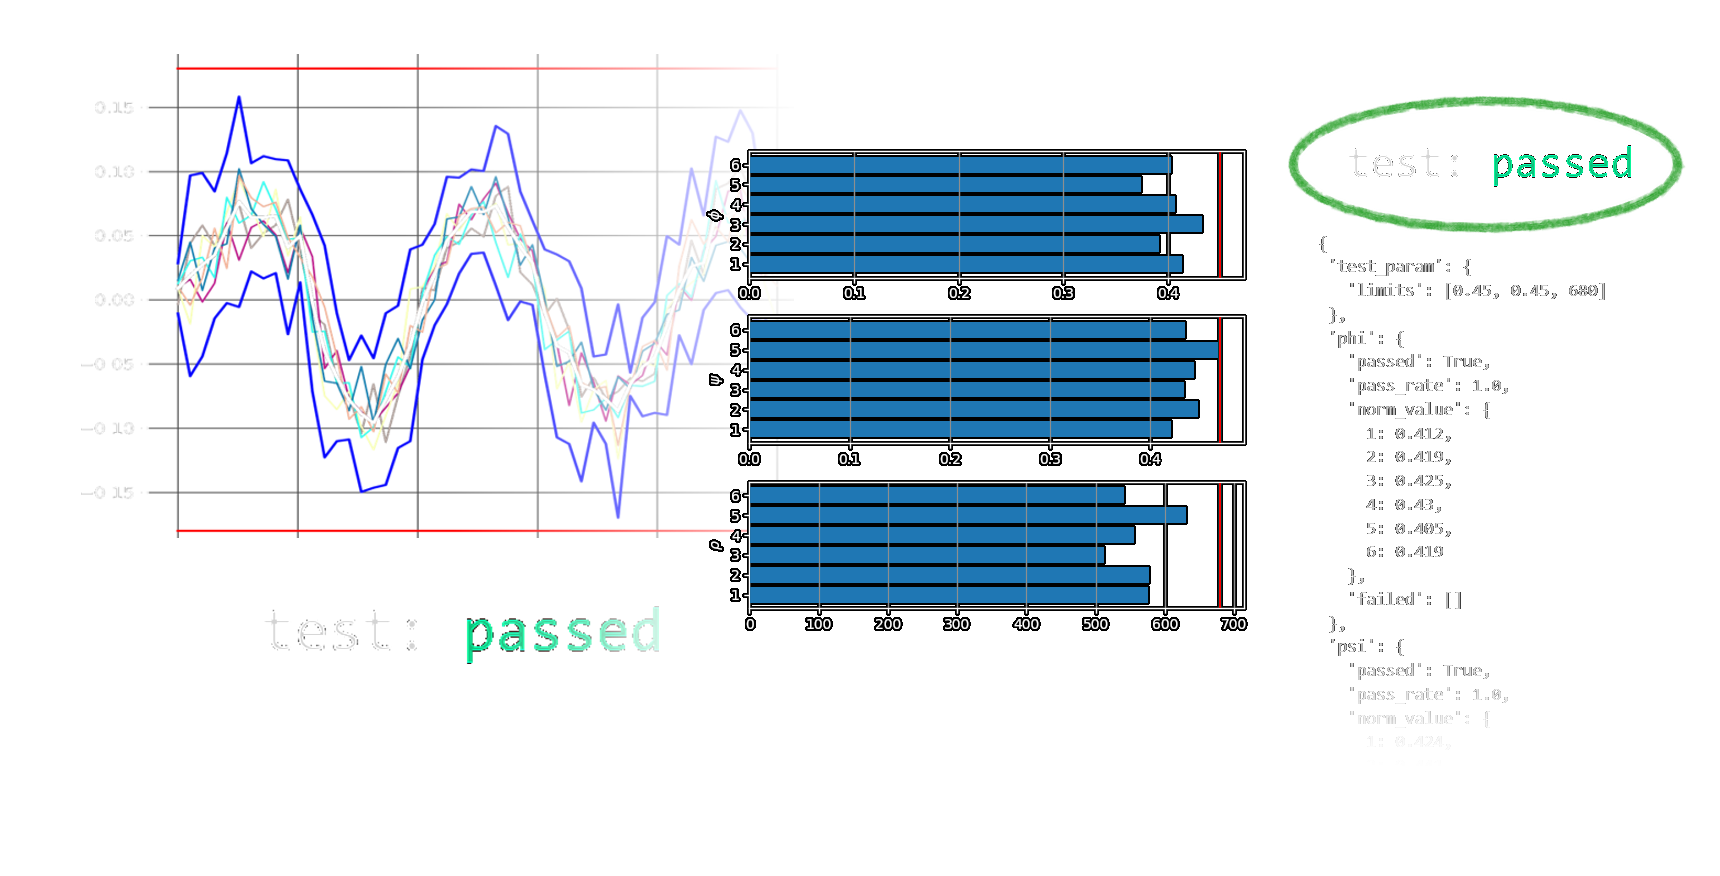 0.15
0.10
0.05
0.00
−0.05
−0.10
−0.15
test: passed
ϕ
6
5
4
3
2
1
0.0 0.1 0.2 0.3 0.4
ψ
6
5
4
3
2
1
0.0 0.1 0.2 0.3 0.4
ρ
6
5
4
3
2
1
0 100 200 300 400 500 600 700
test: passed
{
'test_param': {
'limits': [0.45, 0.45, 680]
},
'phi': {
'passed': True,
'pass_rate': 1.0,
'norm_value': {
1: 0.412,
2: 0.419,
3: 0.425,
4: 0.43,
5: 0.405,
6: 0.419
},
'failed': []
},
'psi': {
'passed': True,
'pass_rate': 1.0,
'norm_value': {
1: 0.424,